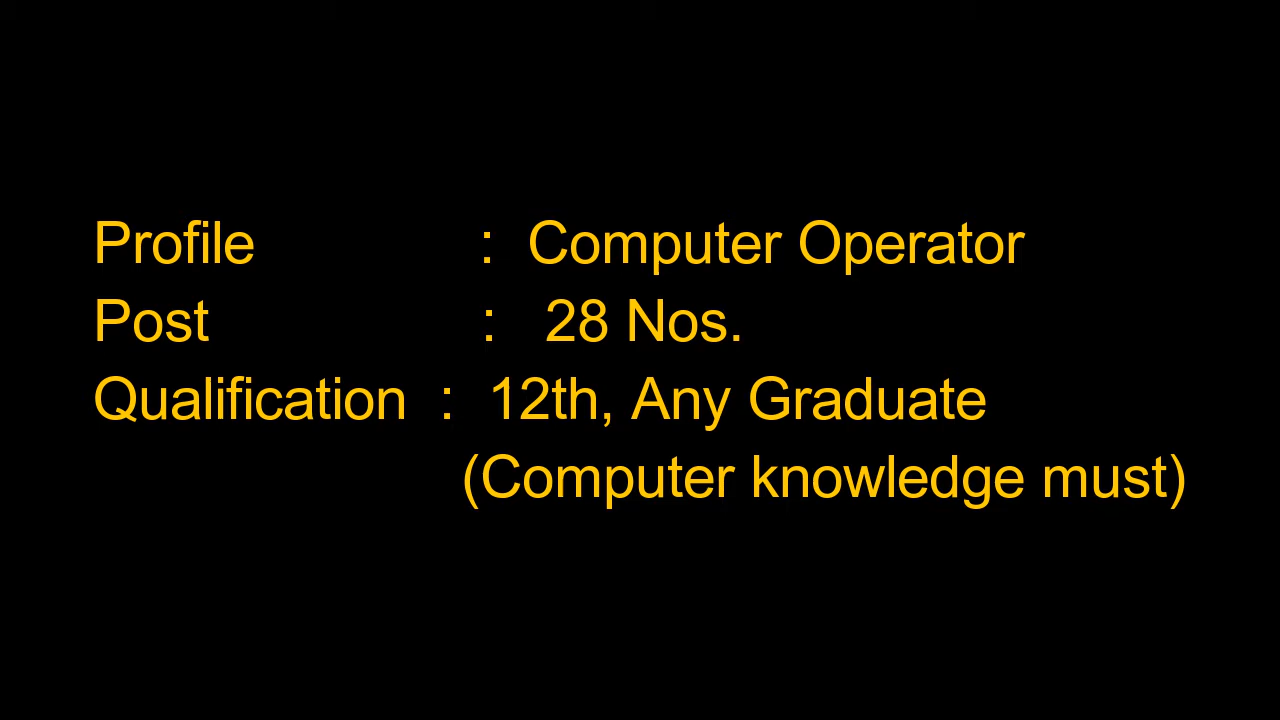 Profile : Computer Operator
Post : 28 Nos.
Qualification : 12th, Any Graduate
(Computer knowledge must)